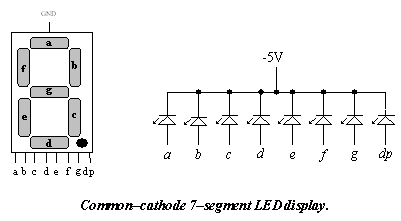 GND
a
f
b
g
e
c
d
a b c d e f g dp
-5V
a b c d e f g dp
Common-cathode 7-segment LED display.